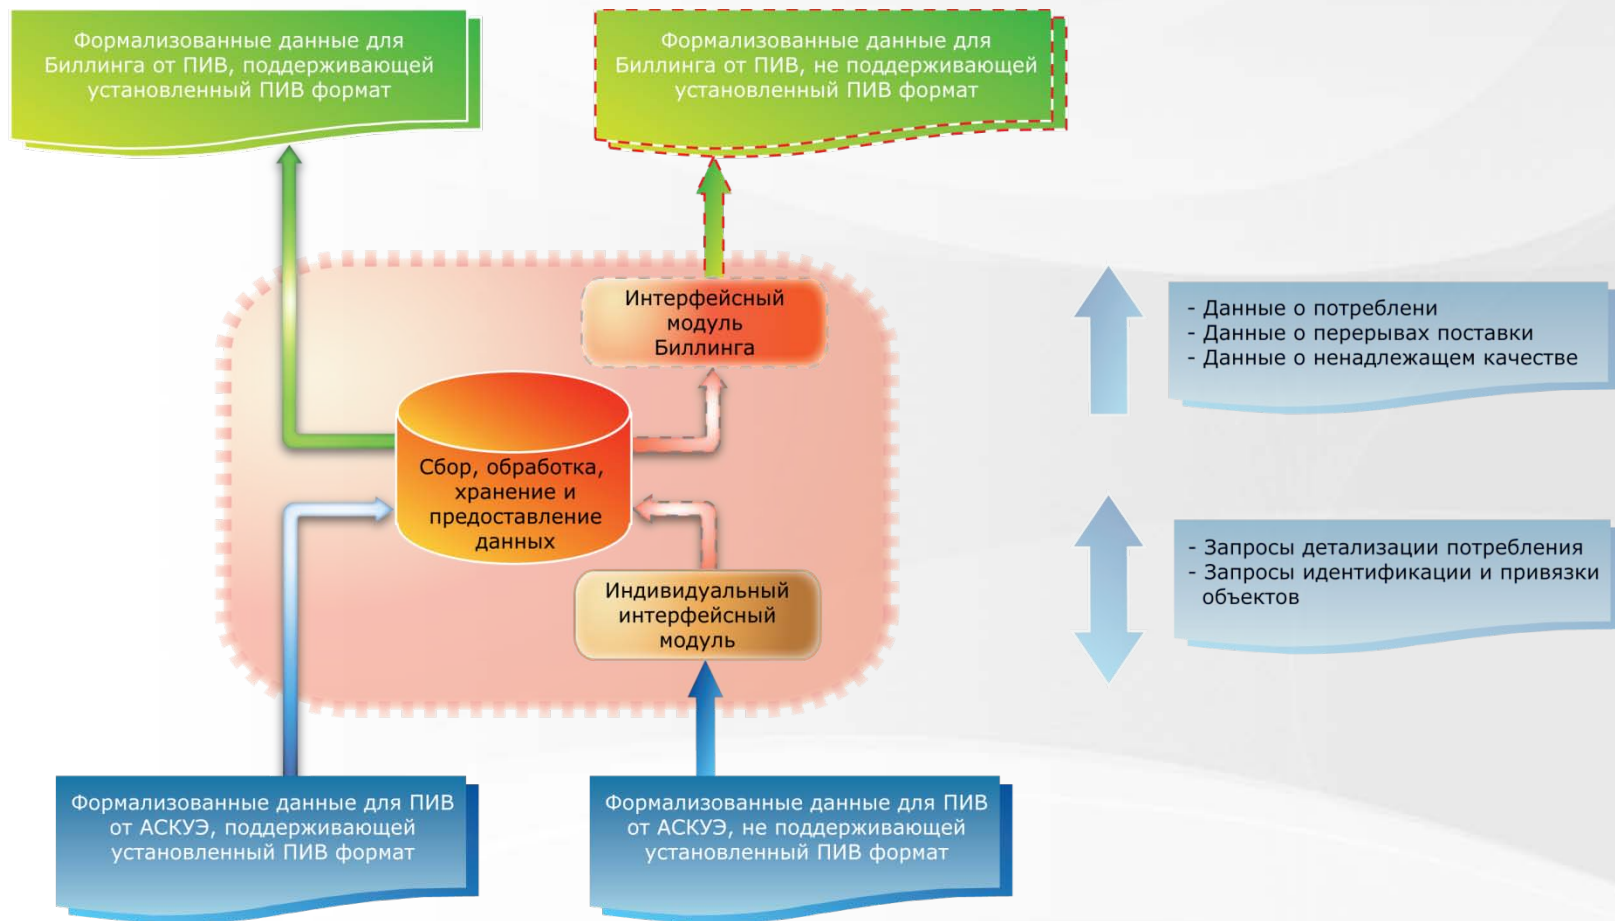 Формализованные данные для
Биллинга от ПИВ, поддерживающей
установленный ПИВ формат
Формализованные данные для
Биллинга от ПИВ, не поддерживающей
установленный ПИВ формат
Интерфейсный
модуль
Биллинга
- Данные о потреблени
- Данные о перерывах поставки
- Данные о ненадлежащем качестве
Сбор, обработка,
хранение и
предоставление
данных
- Запросы детализации потребления
- Запросы идентификации и привязки
объектов
Индивидуальный
интерфейсный
модуль
Формализованные данные для ПИВ
от АСКУЭ, поддерживающей
установленный ПИВ формат
Формализованные данные для ПИВ
от АСКУЭ, не поддерживающей
установленный ПИВ формат